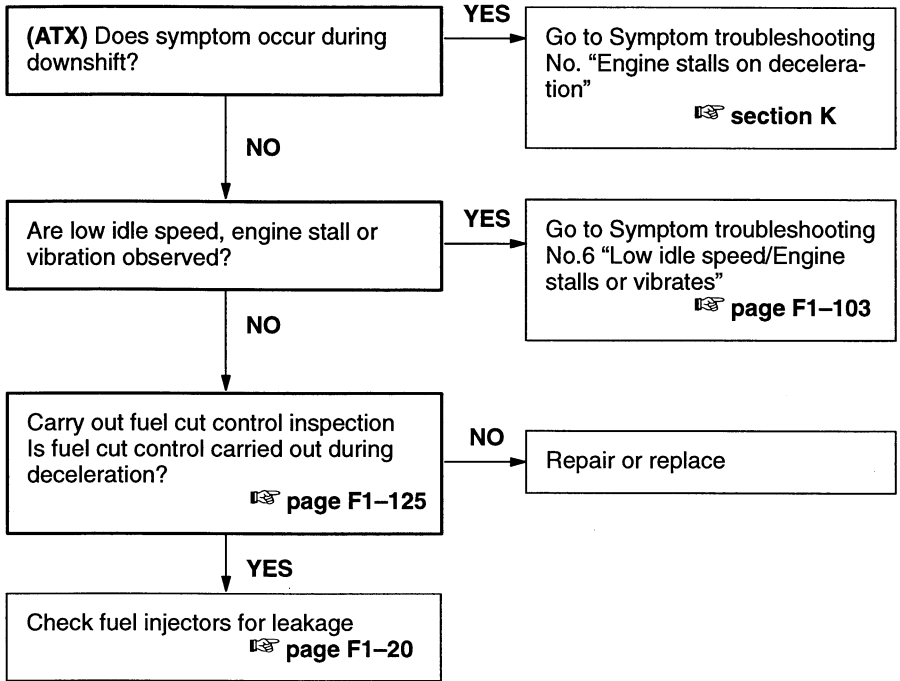 (ATX) Does symptom occur during
downshift?
YES
Go to Symptom troubleshooting
No. “Engine stalls on decelera-
tion”
☞ section K
NO
Are low idle speed, engine stall or
vibration observed?
YES
Go to Symptom troubleshooting
No.6 “Low idle speed/Engine
stalls or vibrates”
☞ page F1–103
NO
Carry out fuel cut control inspection
Is fuel cut control carried out during
deceleration?
☞ page F1–125
NO
Repair or replace
YES
Check fuel injectors for leakage
☞ page F1–20